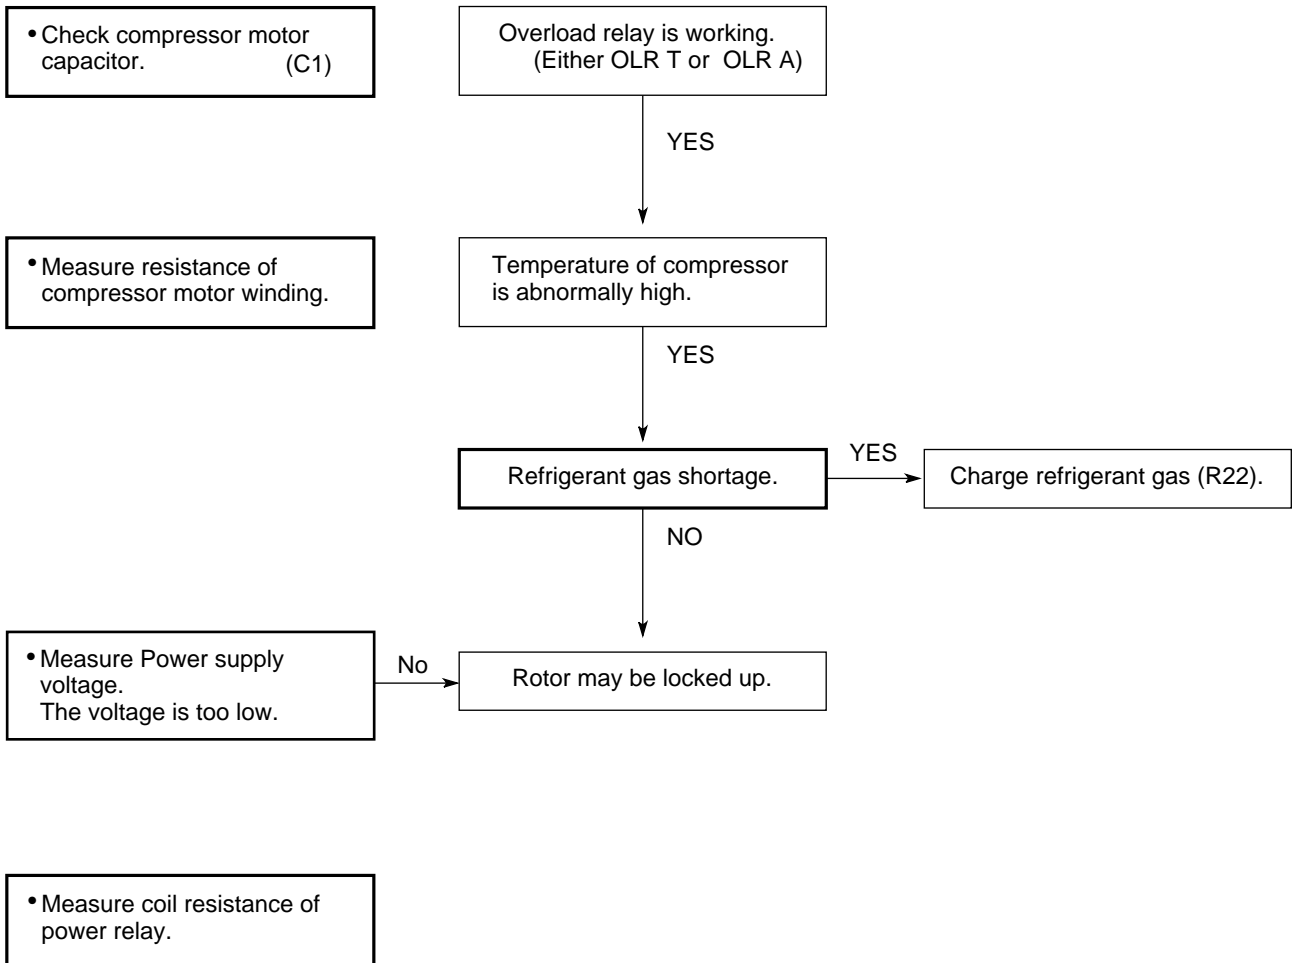 • Check compressor motor
capacitor. (C1)
Overload relay is working.
(Either OLR T or OLR A)
YES
• Measure resistance of
compressor motor winding.
Temperature of compressor
is abnormally high.
YES
Refrigerant gas shortage.
YES
Charge refrigerant gas (R22).
NO
• Measure Power supply
voltage.
The voltage is too low.
No
Rotor may be locked up.
• Measure coil resistance of
power relay.